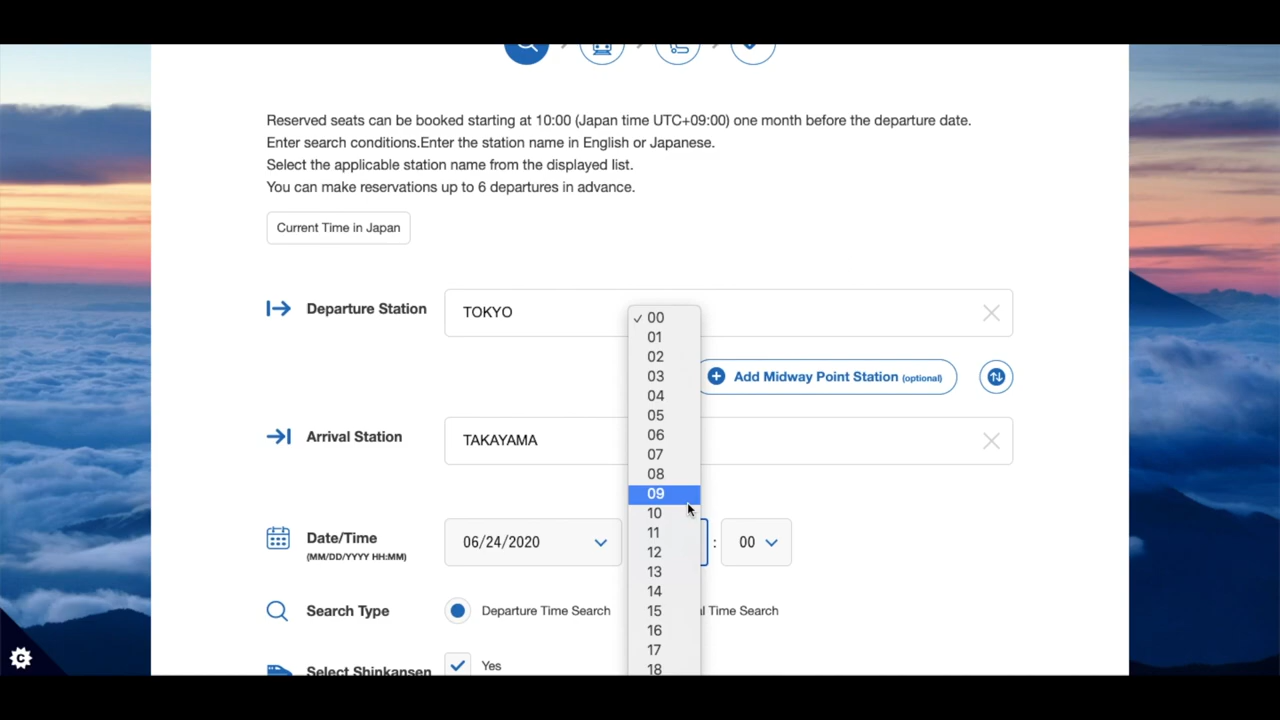 Reserved seats can be booked starting at 10:00 (Japan time UTC+09:00) one month before the departure date.
Enter search conditions.Enter the station name in English or Japanese.
Select the applicable station name from the displayed list.
You can make reservations up to 6 departures in advance.
Current Time in Japan
Departure Station
TOKYO
Add Midway Point Station (optional)
Arrival Station
TAKAYAMA
✓ 00
01
02
03
04
05
06
07
08
09
10
11
12
13
14
15
16
17
18
Date/Time
(MM/DD/YYYY HH:MM)
06/24/2020
: 00
Search Type
Departure Time Search
l Time Search
Select Shinkansen
Yes